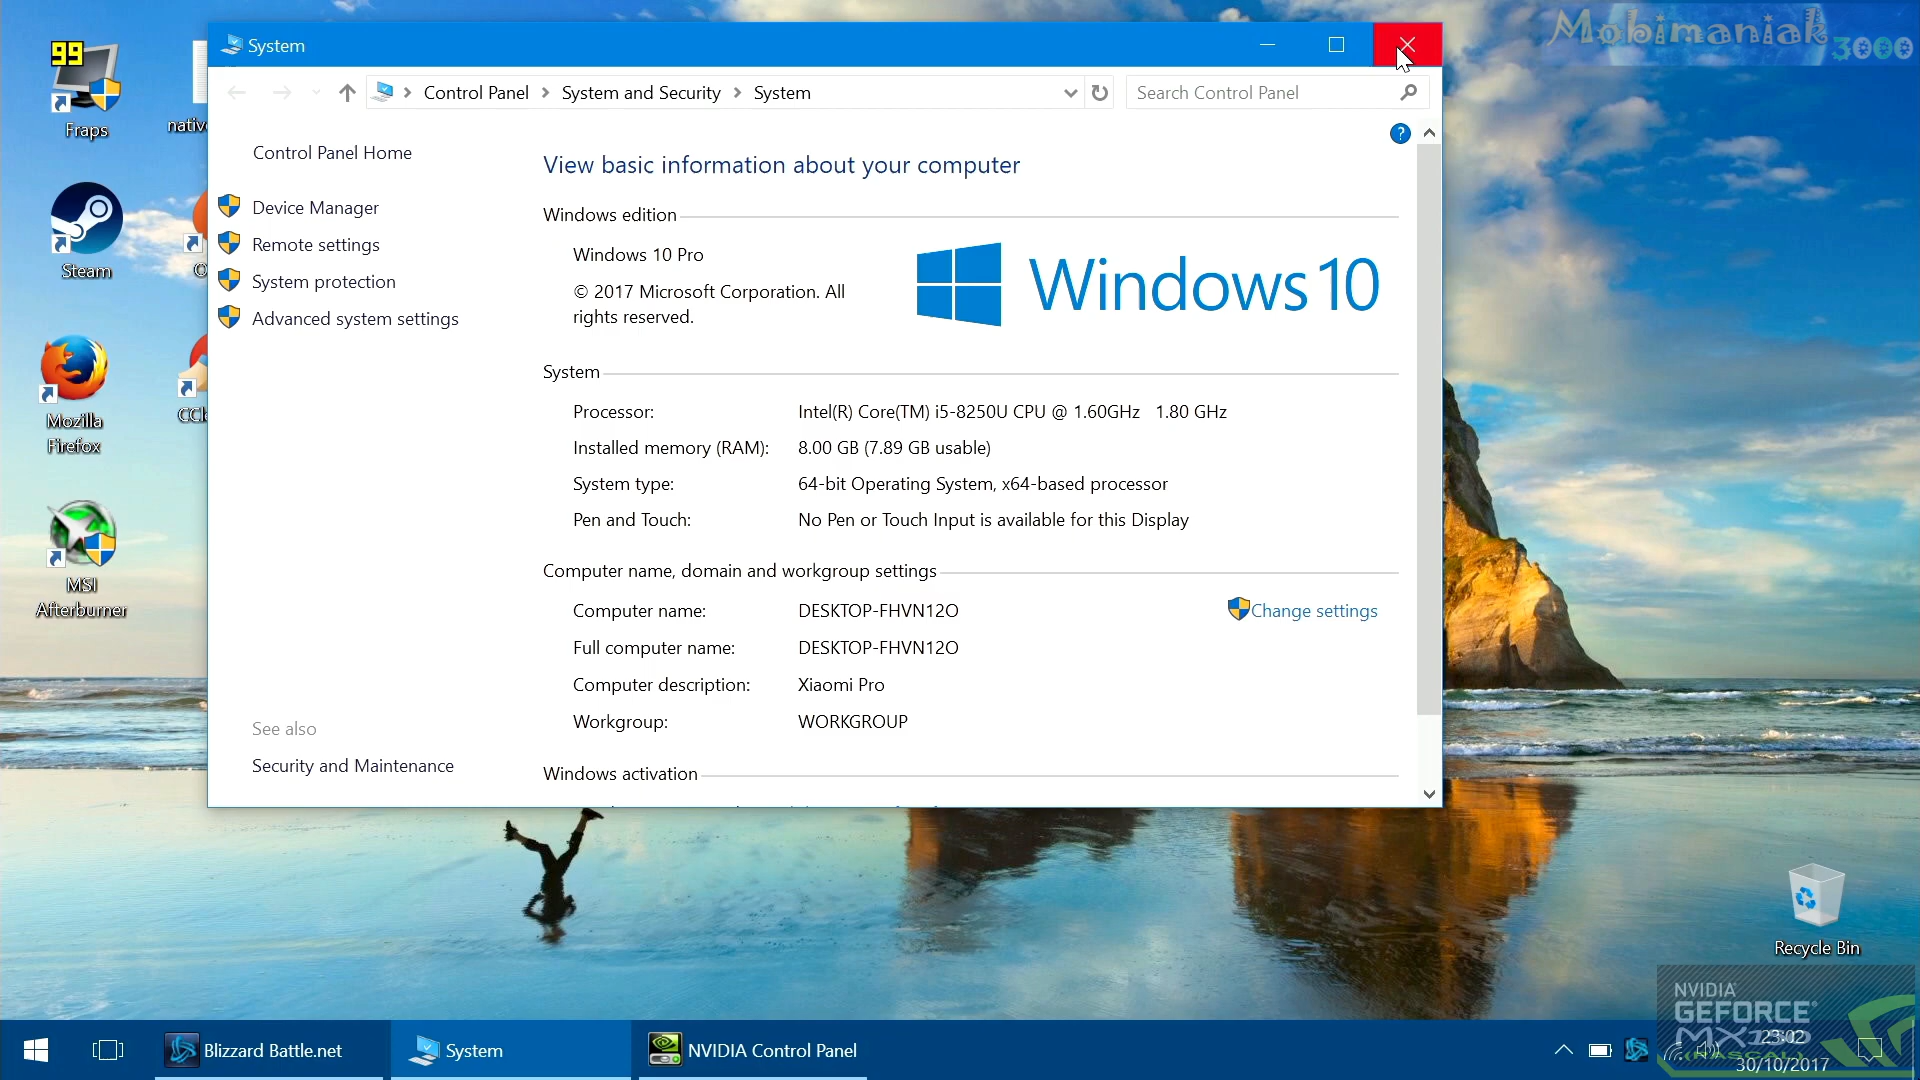 Mobimaniak
3000
99
Fraps
Steam
Mozilla
Firefox
MSI
Afterburner
System
Control Panel
System and Security
System
Search Control Panel
?
Control Panel Home
Device Manager
Remote settings
System protection
Advanced system settings
See also
Security and Maintenance
View basic information about your computer
Windows edition
Windows 10 Pro
© 2017 Microsoft Corporation. All
rights reserved.
Windows 10
System
Processor: Intel(R) Core(TM) i5-8250U CPU @ 1.60GHz 1.80 GHz
Installed memory (RAM): 8.00 GB (7.89 GB usable)
System type: 64-bit Operating System, x64-based processor
Pen and Touch: No Pen or Touch Input is available for this Display
Computer name, domain and workgroup settings
Computer name: DESKTOP-FHVN12O
Change settings
Full computer name: DESKTOP-FHVN12O
Computer description: Xiaomi Pro
Workgroup: WORKGROUP
Windows activation
Recycle Bin
NVIDIA
GEFORCE
Blizzard Battle.net
System
NVIDIA Control Panel
23:02
30/10/2017